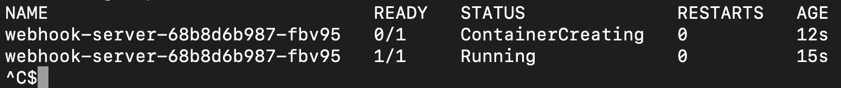 NAME READY STATUS RESTARTS AGE
webhook-server-68b8d6b987-fbv95 0/1 ContainerCreating 0 12s
webhook-server-68b8d6b987-fbv95 1/1 Running 0 15s
^C$